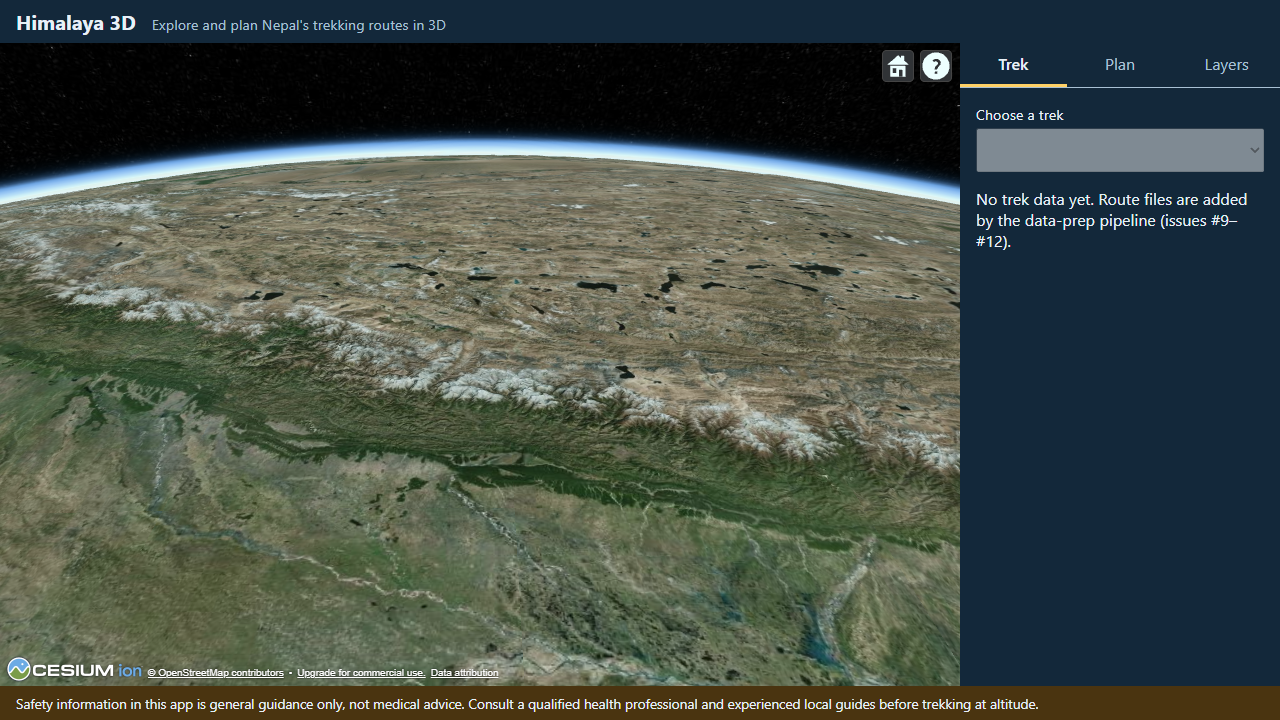 Himalaya 3D Explore and plan Nepal's trekking routes in 3D
?
Trek Plan Layers
Choose a trek
No trek data yet. Route files are added
by the data-prep pipeline (issues #9–
#12).
CESIUM ion © OpenStreetMap contributors • Upgrade for commercial use. Data attribution
Safety information in this app is general guidance only, not medical advice. Consult a qualified health professional and experienced local guides before trekking at altitude.